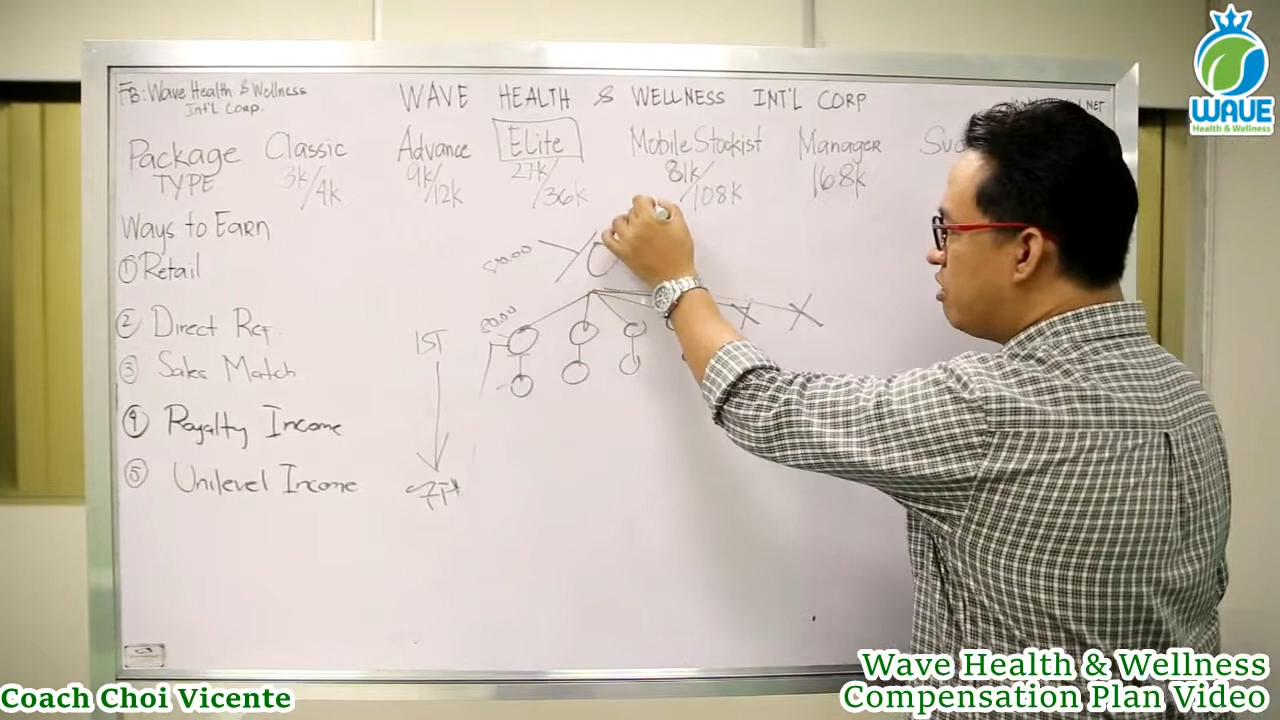 FB: Wave Health & Wellness
Int'L Corp.
WAVE HEALTH & WELLNESS INT'L CORP
.NET
WAVE
Health & Wellness
Package
TYPE
Classic
3k/4k
Advance
9k/12k
ELite
27k/36k
Mobile Stockist
81k/108k
Manager
168k
Ways to Earn
① Retail
② Direct Ref.
③ Sales Match
④ Royalty Income
⑤ Unilevel Income
1ST
7TH
Wave Health & Wellness
Compensation Plan Video
Coach Choi Vicente